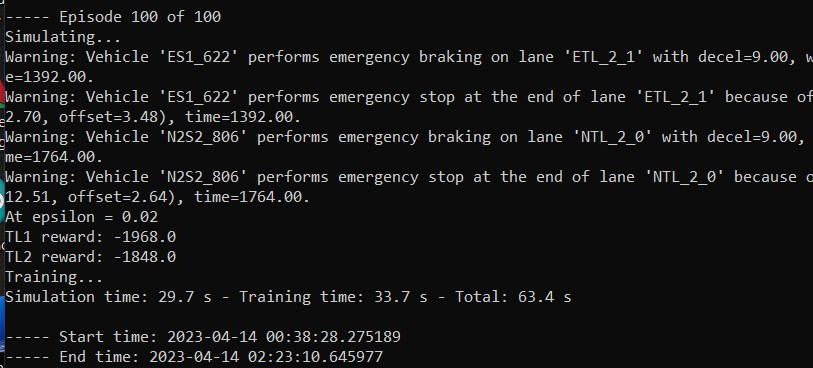 ----- Episode 100 of 100
Simulating...
Warning: Vehicle 'ES1_622' performs emergency braking on lane 'ETL_2_1' with decel=9.00, w
e=1392.00.
Warning: Vehicle 'ES1_622' performs emergency stop at the end of lane 'ETL_2_1' because of
2.70, offset=3.48), time=1392.00.
Warning: Vehicle 'N2S2_806' performs emergency braking on lane 'NTL_2_0' with decel=9.00,
me=1764.00.
Warning: Vehicle 'N2S2_806' performs emergency stop at the end of lane 'NTL_2_0' because o
12.51, offset=2.64), time=1764.00.
At epsilon = 0.02
TL1 reward: -1968.0
TL2 reward: -1848.0
Training...
Simulation time: 29.7 s - Training time: 33.7 s - Total: 63.4 s
----- Start time: 2023-04-14 00:38:28.275189
----- End time: 2023-04-14 02:23:10.645977